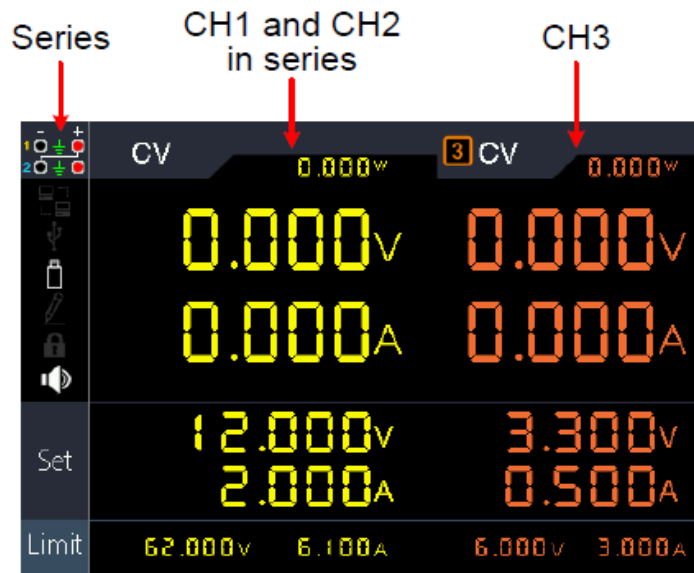 Series
CH1 and CH2
in series
CH3
- +
1
2
CV
0.000W
3 CV
0.000W
0.000V
0.000V
0.000A
0.000A
Set
12.000V
3.300V
2.000A
0.500A
Limit 62.000V 6.100A 6.000V 3.000A